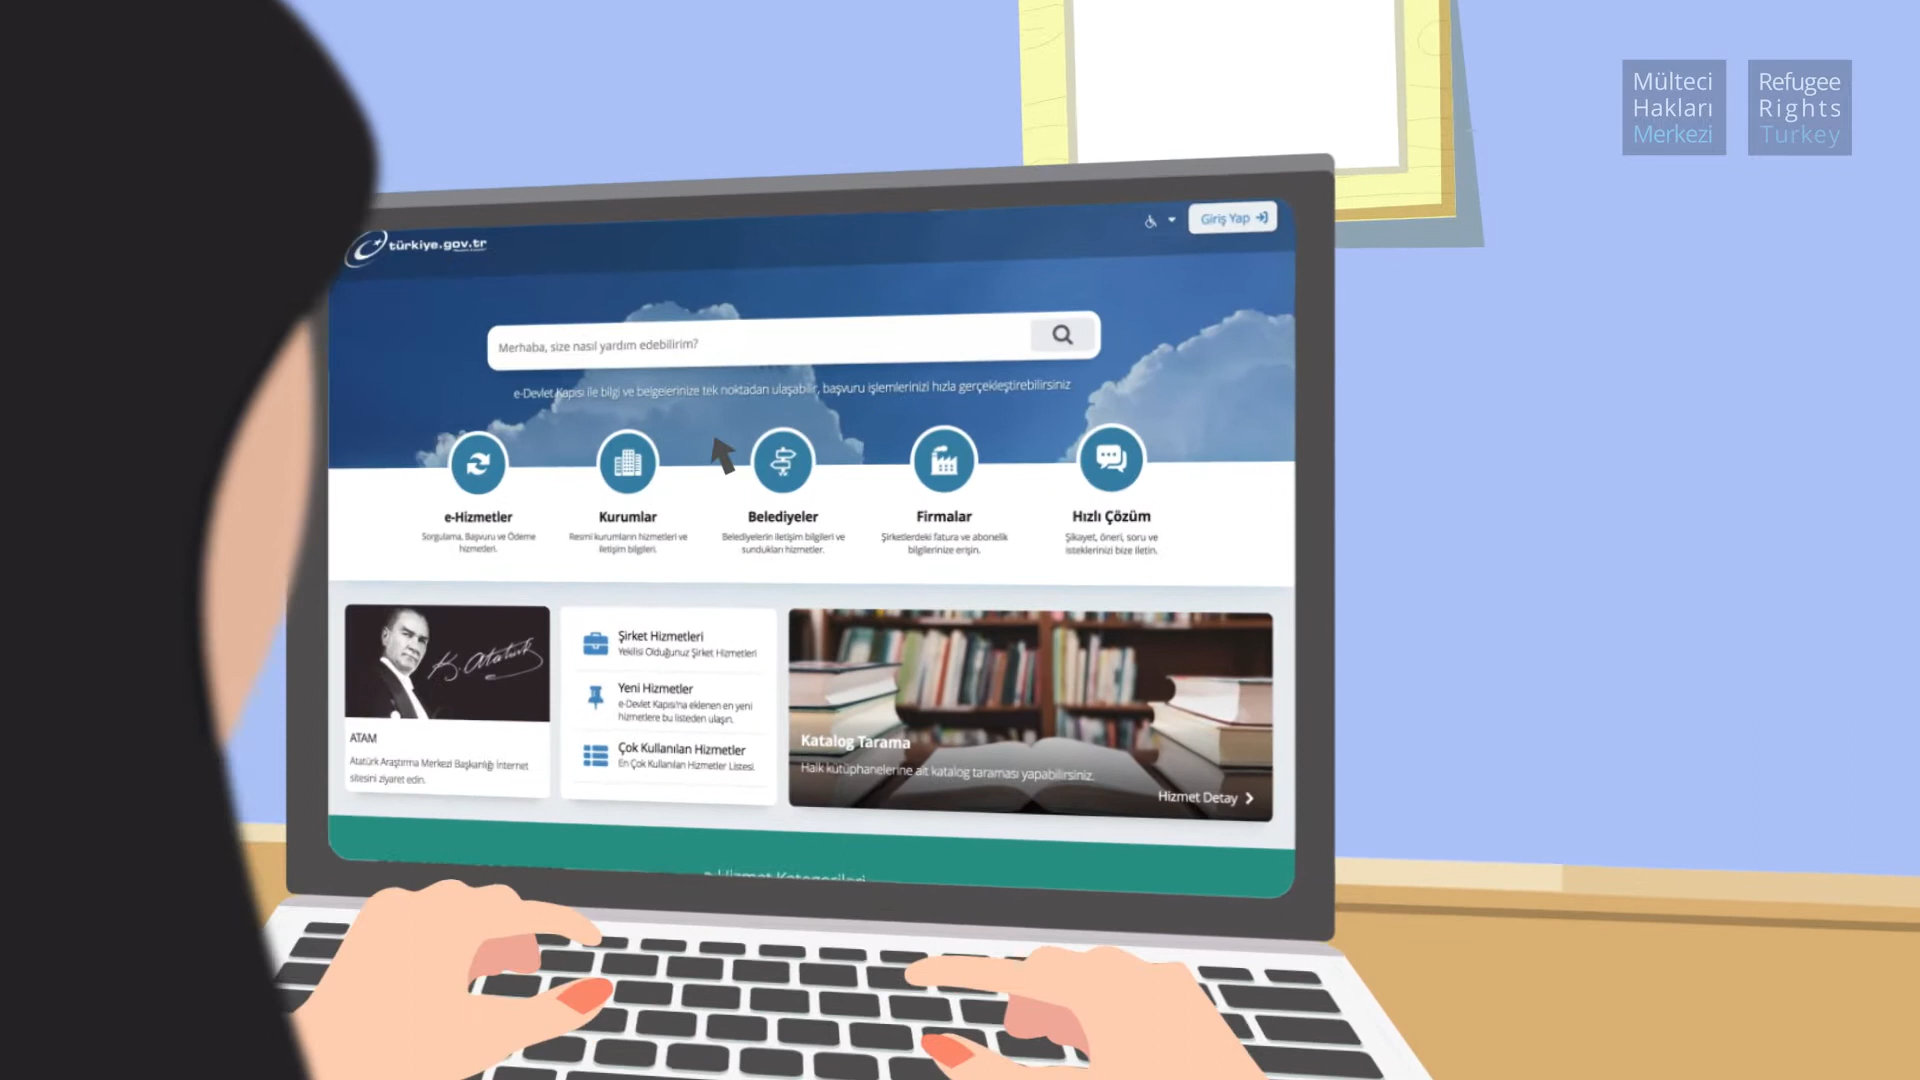 Mülteci
Hakları
Merkezi
Refugee
Rights
Turkey
türkiye.gov.tr
Giriş Yap
Merhaba, size nasıl yardım edebilirim?
e-Devlet Kapısı ile bilgi ve belgelerinize tek noktadan ulaşabilir, başvuru işlemlerinizi hızla gerçekleştirebilirsiniz
e-Hizmetler
Sorgulama, Başvuru ve Ödeme
hizmetleri.
Kurumlar
Resmi kurumların hizmetleri ve
iletişim bilgileri.
Belediyeler
Belediyelerin iletişim bilgileri ve
sundukları hizmetler.
Firmalar
Şirketlerdeki fatura ve abonelik
bilgilerinize erişin.
Hızlı Çözüm
Şikayet, öneri, soru ve
isteklerinizi bize iletin.
K. Atatürk
ATAM
Atatürk Araştırma Merkezi Başkanlığı İnternet
sitesini ziyaret edin.
Şirket Hizmetleri
Yetkilisi Olduğunuz Şirket Hizmetleri
Yeni Hizmetler
e-Devlet Kapısı'na eklenen en yeni
hizmetlere bu listeden ulaşın.
Çok Kullanılan Hizmetler
En Çok Kullanılan Hizmetler Listesi.
Katalog Tarama
Halk kütüphanelerine ait katalog taraması yapabilirsiniz.
Hizmet Detay
e-Hizmet Kategorileri